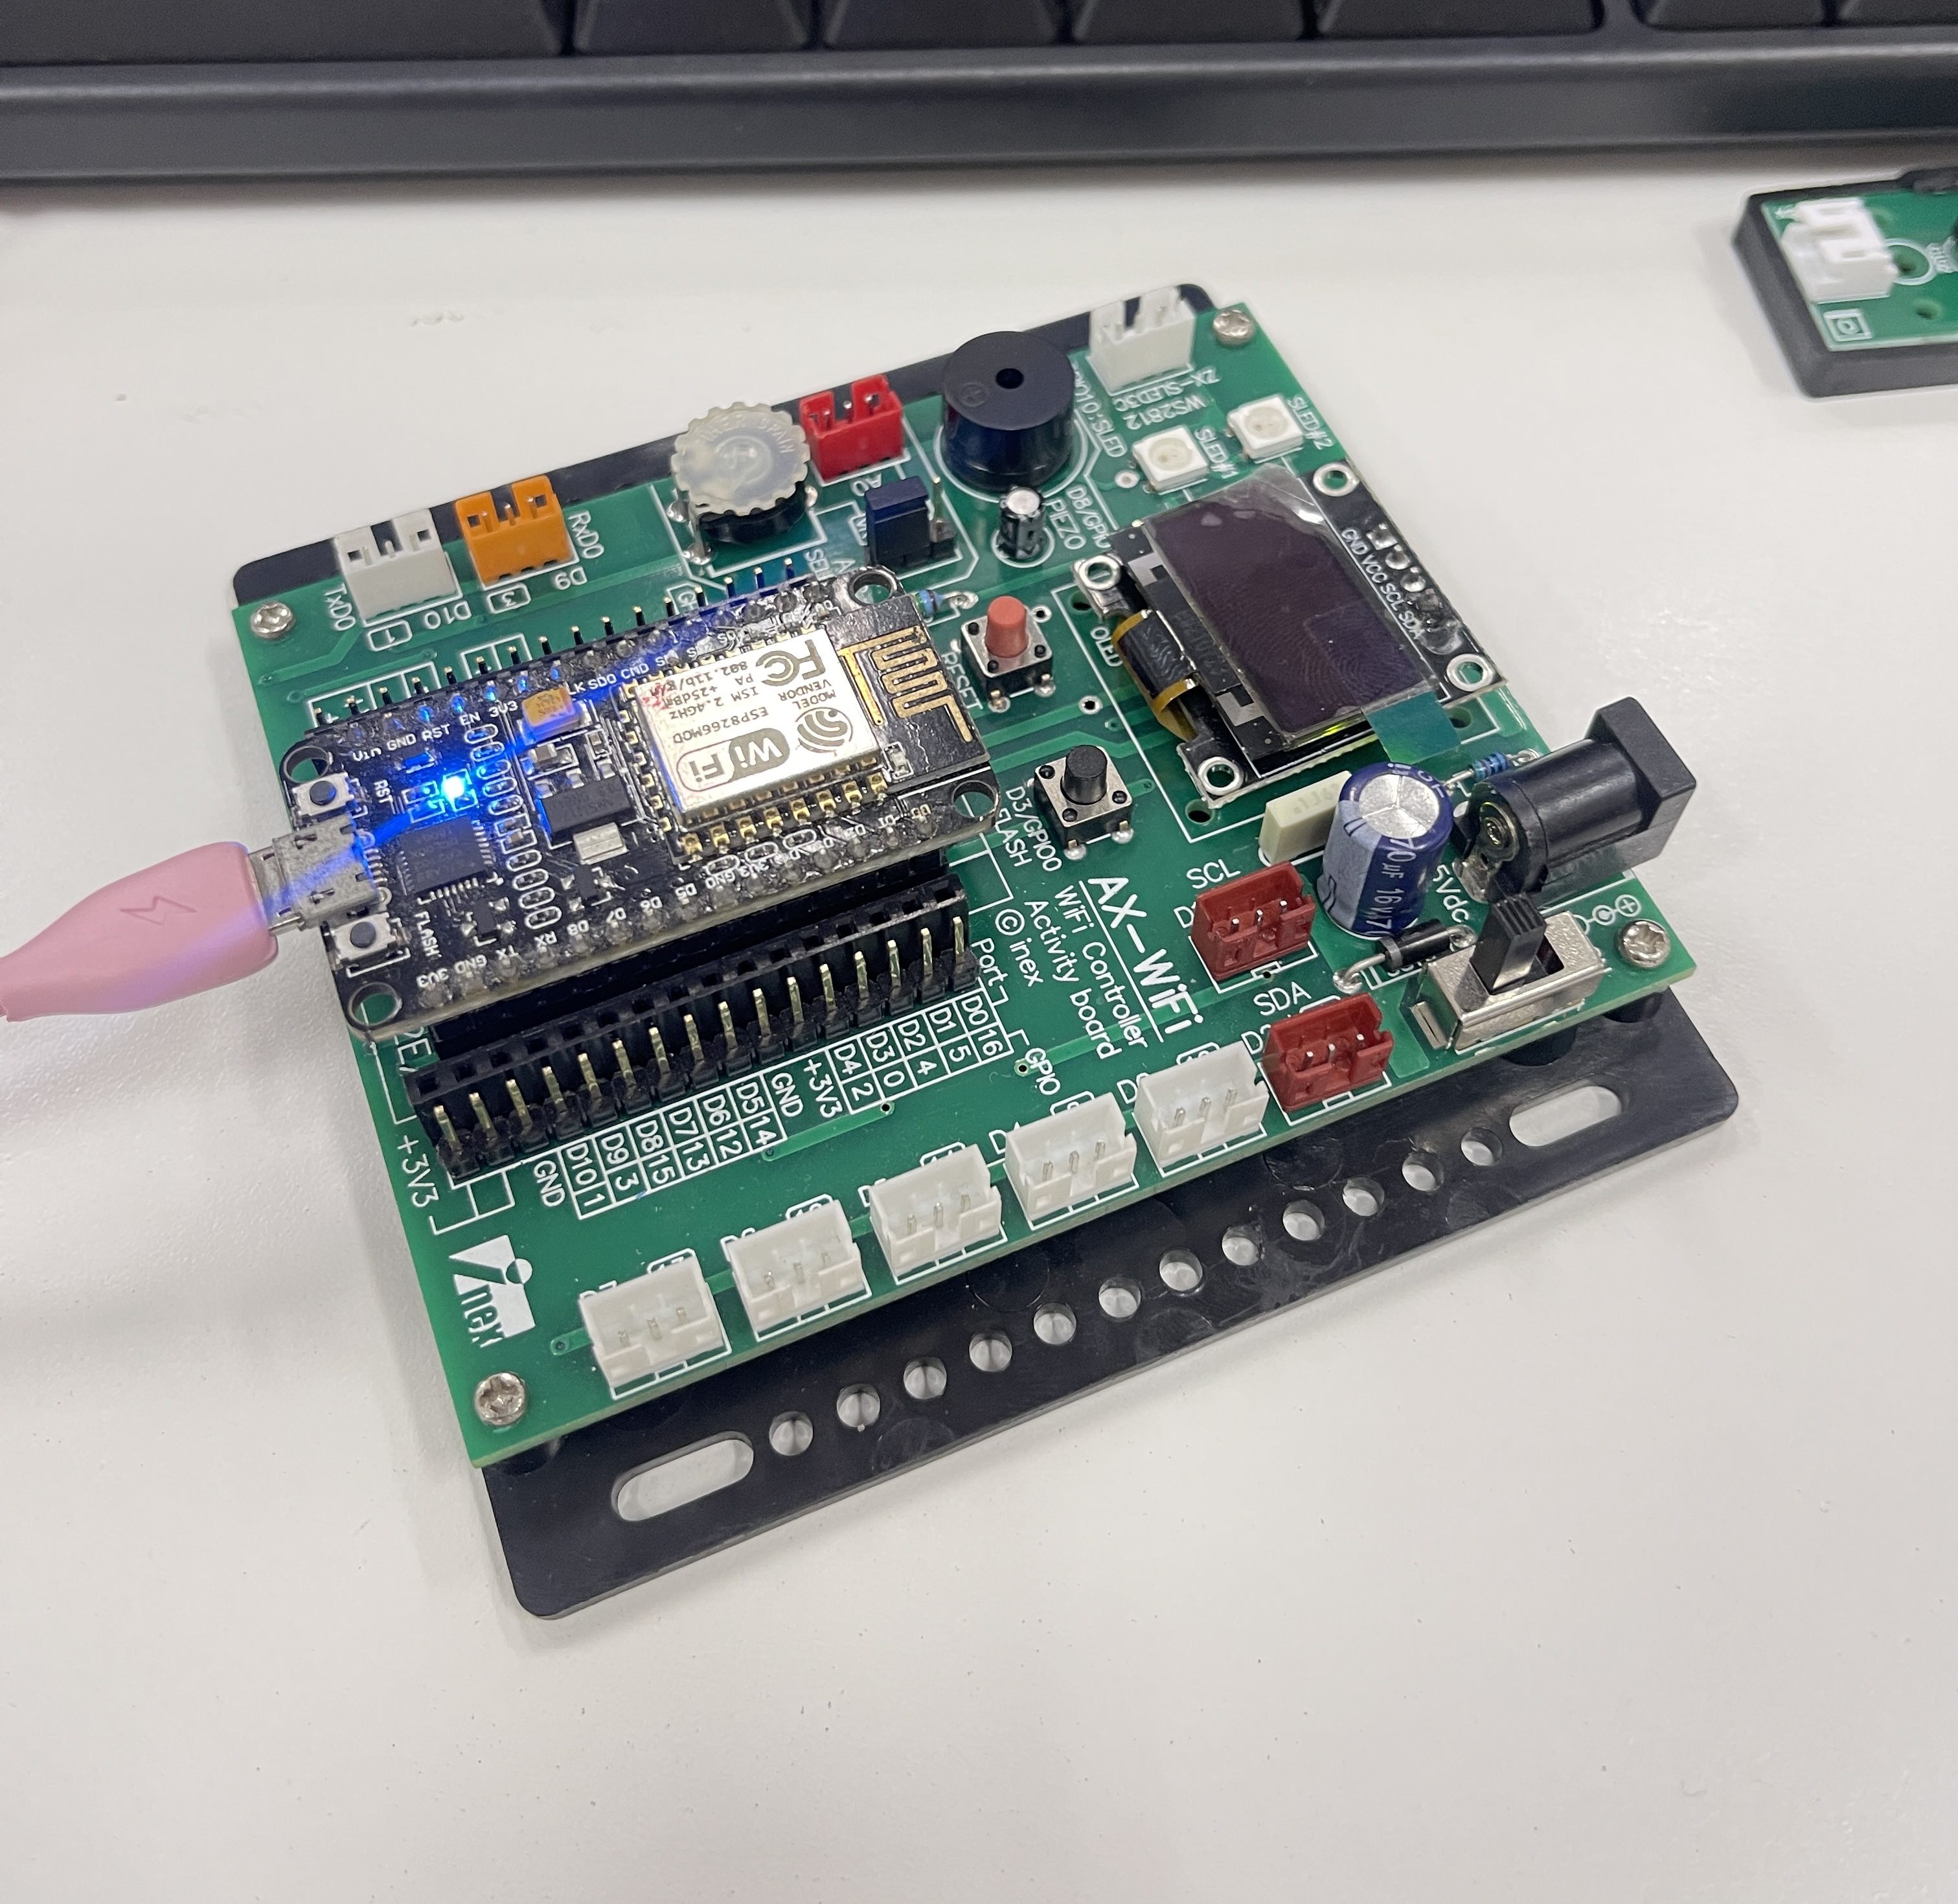 ZX-SLED3C
WS2812
SLED#2
SLED#1
PIEZO
A0
RxD0
D9
3
TxD0
D10
1
GND VCC SCL SDA
OLED
RESET
D3/GPIO0
FLASH
Vin GND RST EN 3V3
RST
FLASH
3V3 GND TX RX D8 D7 D6 D5 GND 3V3
MODEL
VENDOR
ESP8266MOD
ISM 2.4GHz
PA +25dBm
802.11b/g/n
FC
WiFi
AX-WiFi
WiFi Controller
Activity board
© inex
SCL
SDA
5Vdc
Port
GPIO
D0 16
D1 5
D2 4
D3 0
D4 2
+3V3
GND
D5 14
D6 12
D7 13
D8 15
D9 3
D10 1
GND
+3V3
inex